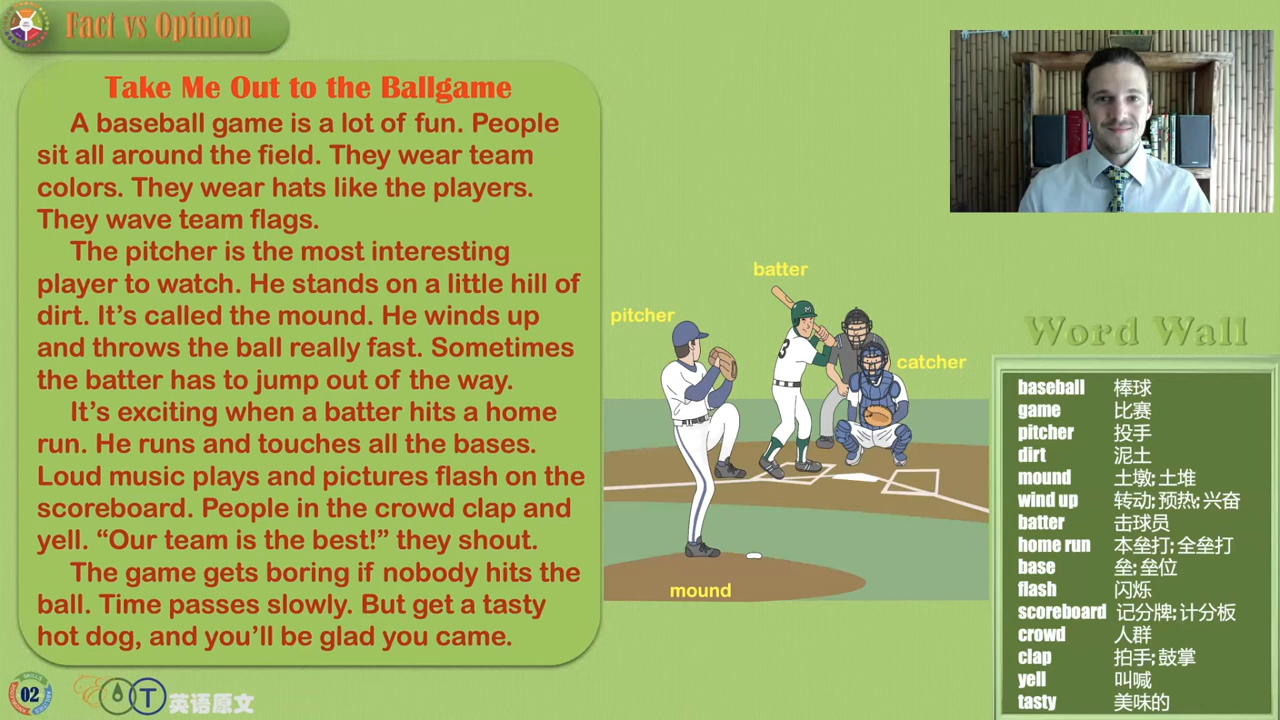 Fact vs Opinion
Take Me Out to the Ballgame
A baseball game is a lot of fun. People
sit all around the field. They wear team
colors. They wear hats like the players.
They wave team flags.
The pitcher is the most interesting
player to watch. He stands on a little hill of
dirt. It's called the mound. He winds up
and throws the ball really fast. Sometimes
the batter has to jump out of the way.
It's exciting when a batter hits a home
run. He runs and touches all the bases.
Loud music plays and pictures flash on the
scoreboard. People in the crowd clap and
yell. “Our team is the best!” they shout.
The game gets boring if nobody hits the
ball. Time passes slowly. But get a tasty
hot dog, and you'll be glad you came.
batter
pitcher
catcher
mound
Word Wall
baseball 棒球
game 比赛
pitcher 投手
dirt 泥土
mound 土墩; 土堆
wind up 转动; 预热; 兴奋
batter 击球员
home run 本垒打; 全垒打
base 垒; 垒位
flash 闪烁
scoreboard 记分牌; 计分板
crowd 人群
clap 拍手; 鼓掌
yell 叫喊
tasty 美味的
02
T
英语原文